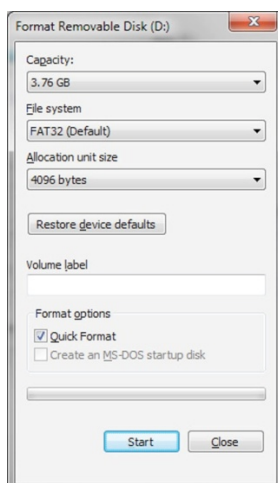 Format Removable Disk (D:)
Capacity:
3.76 GB
File system
FAT32 (Default)
Allocation unit size
4096 bytes
Restore device defaults
Volume label
Format options
Quick Format
Create an MS-DOS startup disk
Start
Close